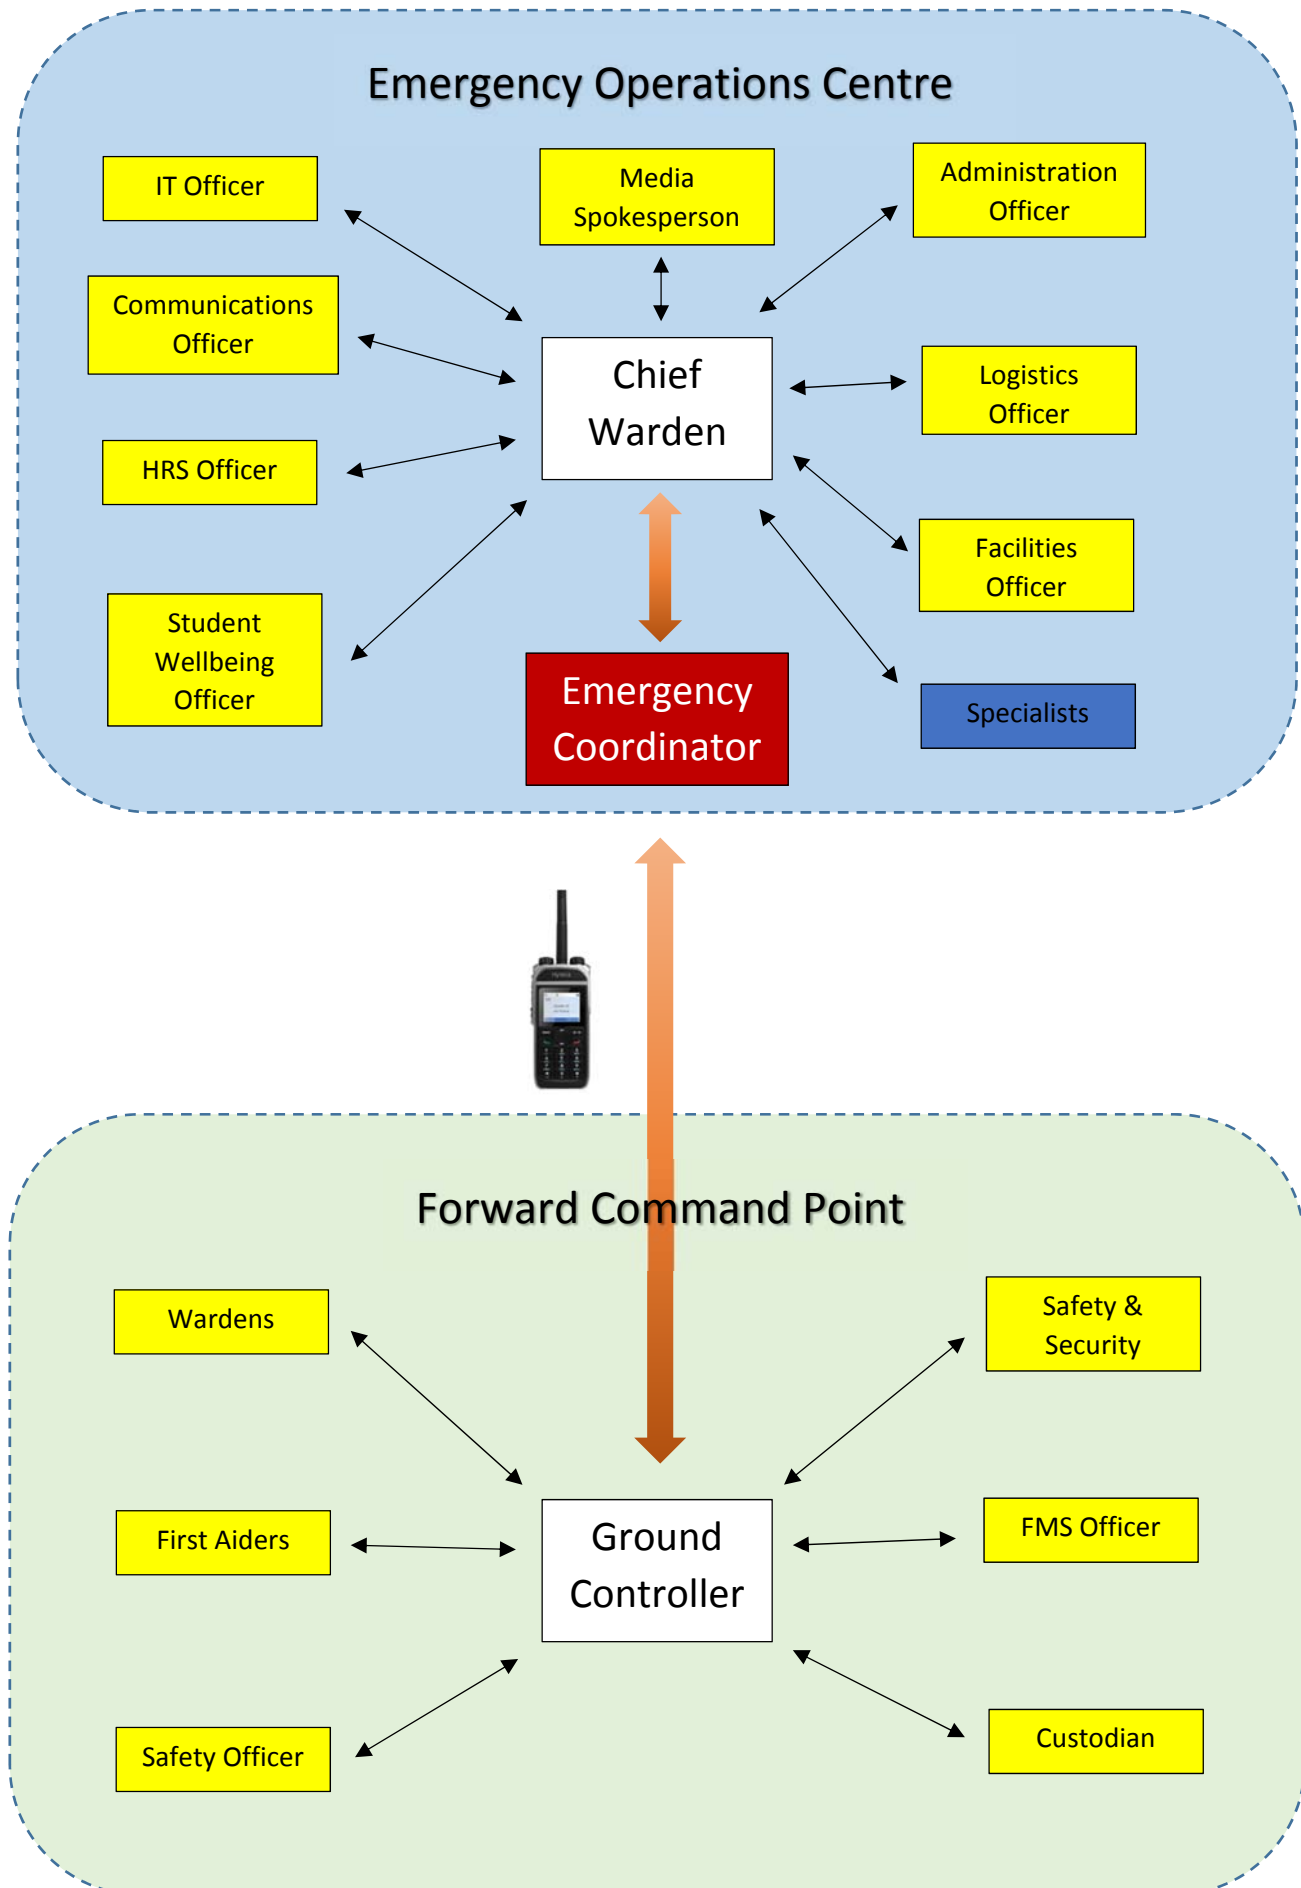 Emergency Operations Centre
IT Officer
Media
Spokesperson
Administration
Officer
Communications
Officer
Chief
Warden
Logistics
Officer
HRS Officer
Facilities
Officer
Student
Wellbeing
Officer
Emergency
Coordinator
Specialists
Forward Command Point
Wardens
Safety &
Security
First Aiders
Ground
Controller
FMS Officer
Safety Officer
Custodian